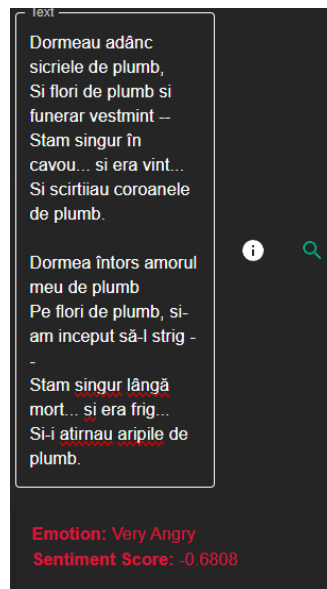 Text
Dormeau adânc
sicriele de plumb,
Si flori de plumb si
funerar vestmint --
Stam singur în
cavou... si era vint...
Si scirtiiau coroanele
de plumb.

Dormea întors amorul
meu de plumb
Pe flori de plumb, si-
am inceput să-l strig -
-
Stam singur lângă
mort... si era frig...
Si-i atirnau aripile de
plumb.
Emotion: Very Angry
Sentiment Score: -0.6808